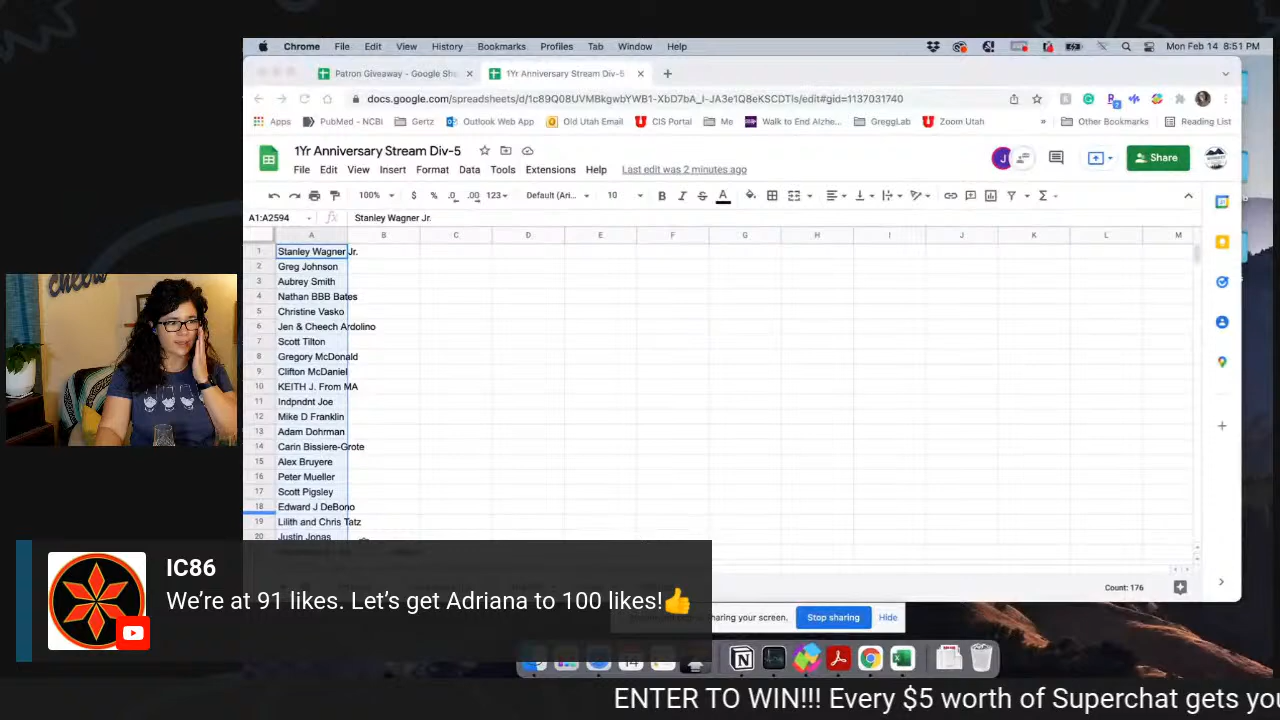 Chrome File Edit View History Bookmarks Profiles Tab Window Help Mon Feb 14 8:51 PM
Patron Giveaway - Google She × 1Yr Anniversary Stream Div-5 × +
docs.google.com/spreadsheets/d/1c89Q08UVMBkgwbYWB1-XbD7bA_I-JA3e1Q8eKSCDTls/edit#gid=1137031740
Apps PubMed - NCBI Gertz Outlook Web App Old Utah Email CIS Portal Me Walk to End Alzhe... GreggLab Zoom Utah » Other Bookmarks Reading List
1Yr Anniversary Stream Div-5
File Edit View Insert Format Data Tools Extensions Help Last edit was 2 minutes ago
J Share
100% $ % .0 .00 123 Default (Ari... 10 B I S A
A1:A2594 fx Stanley Wagner Jr.
A B C D E F G H I J K L M
1 Stanley Wagner Jr.
2 Greg Johnson
3 Aubrey Smith
4 Nathan BBB Bates
5 Christine Vasko
6 Jen & Cheech Ardolino
7 Scott Tilton
8 Gregory McDonald
9 Clifton McDaniel
10 KEITH J. From MA
11 Indpndnt Joe
12 Mike D Franklin
13 Adam Dohrman
14 Carin Bissiere-Grote
15 Alex Bruyere
16 Peter Mueller
17 Scott Pigsley
18 Edward J DeBono
19 Lilith and Chris Tatz
20 Justin Jonas
cheers
IC86
We’re at 91 likes. Let’s get Adriana to 100 likes!👍
Count: 176
sharing your screen. Stop sharing Hide
14
ENTER TO WIN!!! Every $5 worth of Superchat gets you